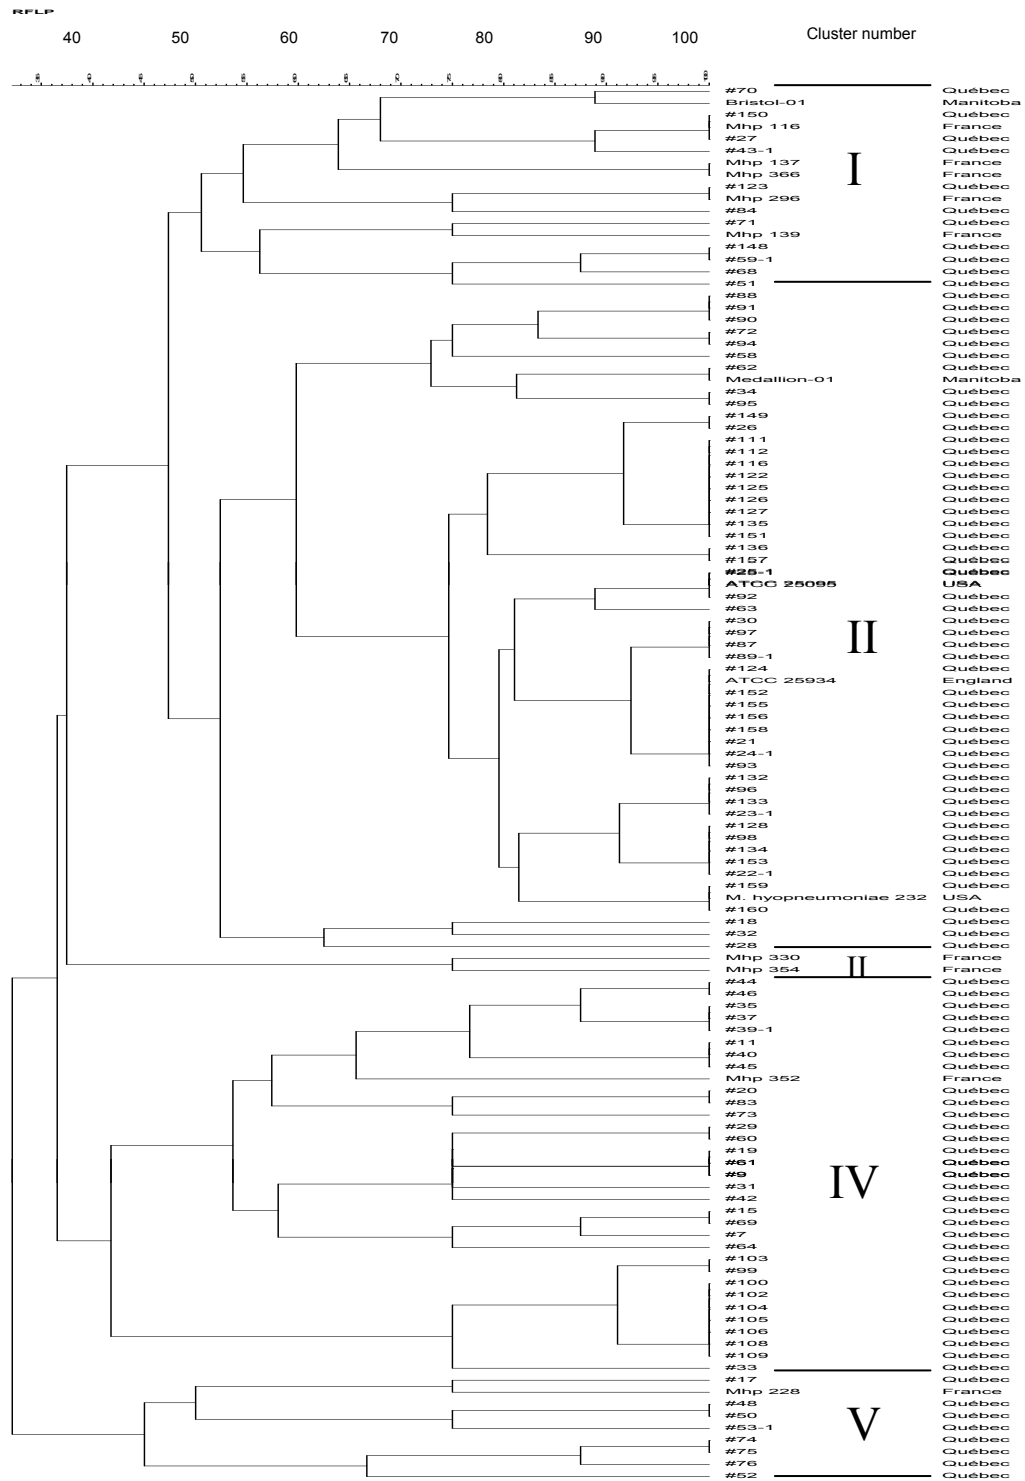 RFLP
40 50 60 70 80 90 100 Cluster number
#70 Québec
Bristol-01 Manitoba
#150 Québec
Mhp 116 France
#27 Québec
#43-1 Québec
Mhp 137 France
Mhp 366 France
I
#123 Québec
Mhp 296 France
#84 Québec
#71 Québec
Mhp 139 France
#148 Québec
#59-1 Québec
#68 Québec
#51 Québec
#88 Québec
#91 Québec
#90 Québec
#72 Québec
#94 Québec
#58 Québec
#62 Québec
Medallion-01 Manitoba
#34 Québec
#95 Québec
#149 Québec
#26 Québec
#111 Québec
#112 Québec
#116 Québec
#122 Québec
#125 Québec
#126 Québec
#127 Québec
#135 Québec
#151 Québec
#136 Québec
#157 Québec
#25-1 Québec
ATCC 25095 USA
#92 Québec
#63 Québec
#30 Québec
#97 Québec
II
#87 Québec
#89-1 Québec
#124 Québec
ATCC 25934 England
#152 Québec
#155 Québec
#156 Québec
#158 Québec
#21 Québec
#24-1 Québec
#93 Québec
#132 Québec
#96 Québec
#133 Québec
#23-1 Québec
#128 Québec
#98 Québec
#134 Québec
#153 Québec
#22-1 Québec
#159 Québec
M. hyopneumoniae 232 USA
#160 Québec
#18 Québec
#32 Québec
#28 Québec
Mhp 330 France
II
Mhp 354 France
#44 Québec
#46 Québec
#35 Québec
#37 Québec
#39-1 Québec
#11 Québec
#40 Québec
#45 Québec
Mhp 352 France
#20 Québec
#83 Québec
#73 Québec
#29 Québec
#60 Québec
#19 Québec
#61 Québec
#9 Québec
IV
#31 Québec
#42 Québec
#15 Québec
#69 Québec
#7 Québec
#64 Québec
#103 Québec
#99 Québec
#100 Québec
#102 Québec
#104 Québec
#105 Québec
#106 Québec
#108 Québec
#109 Québec
#33 Québec
#17 Québec
Mhp 228 France
#48 Québec
#50 Québec
V
#53-1 Québec
#74 Québec
#75 Québec
#76 Québec
#52 Québec